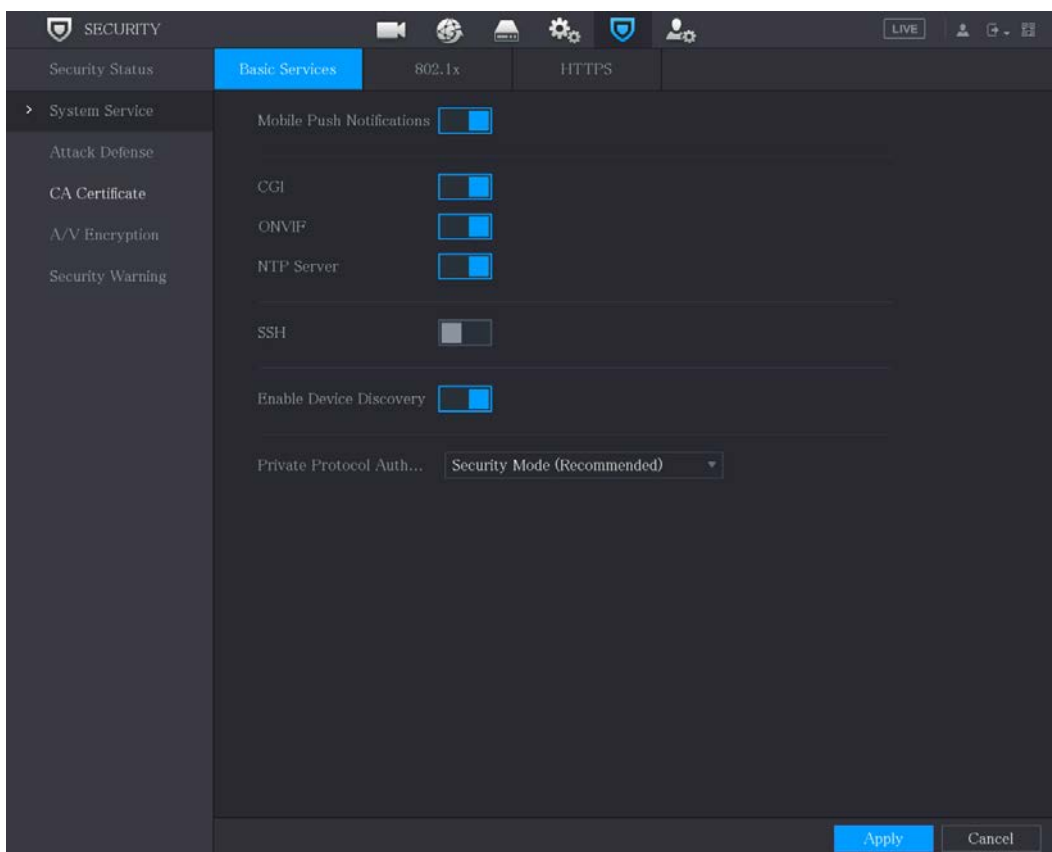 SECURITY
LIVE
Security Status
System Service
Attack Defense
CA Certificate
A/V Encryption
Security Warning
Basic Services
802.1x
HTTPS
Mobile Push Notifications
CGI
ONVIF
NTP Server
SSH
Enable Device Discovery
Private Protocol Auth...
Security Mode (Recommended)
Apply
Cancel